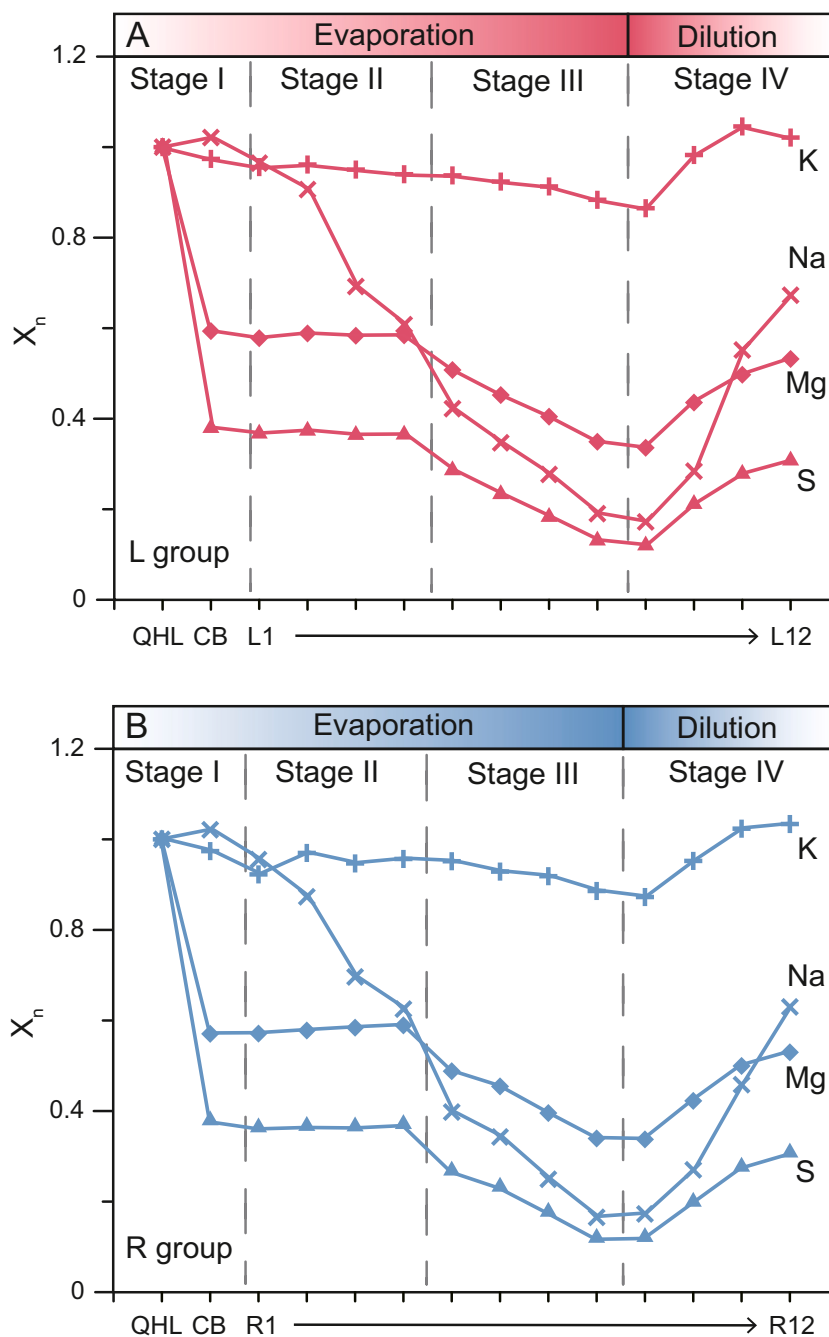 A Evaporation Dilution
1.2
Stage I Stage II Stage III Stage IV
K
0.8
Na
X_n
Mg
0.4
S
L group
0
QHL CB L1 L12
B Evaporation Dilution
1.2
Stage I Stage II Stage III Stage IV
K
0.8
Na
X_n
Mg
0.4
S
R group
0
QHL CB R1 R12